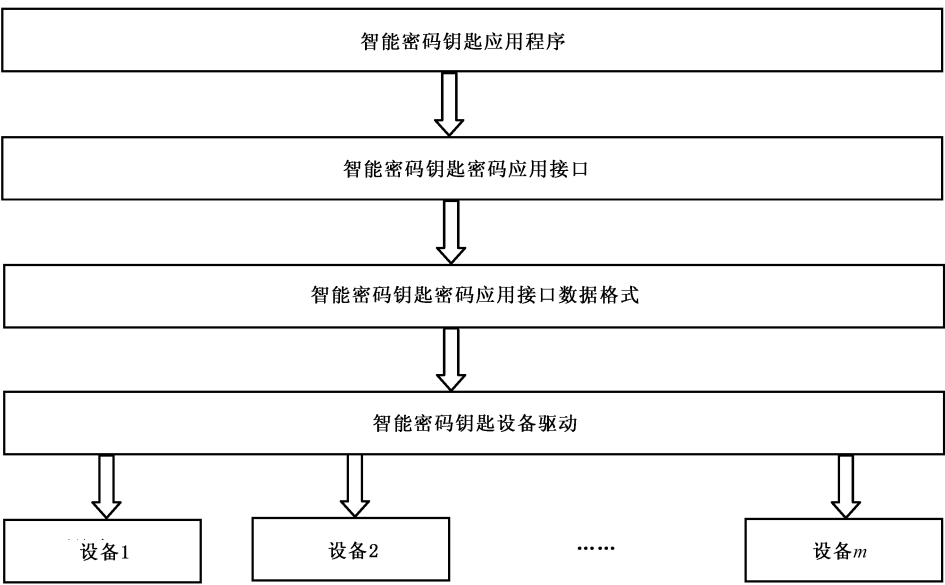 智能密码钥匙应用程序
智能密码钥匙密码应用接口
智能密码钥匙密码应用接口数据格式
智能密码钥匙设备驱动
设备1 设备2 …… 设备m